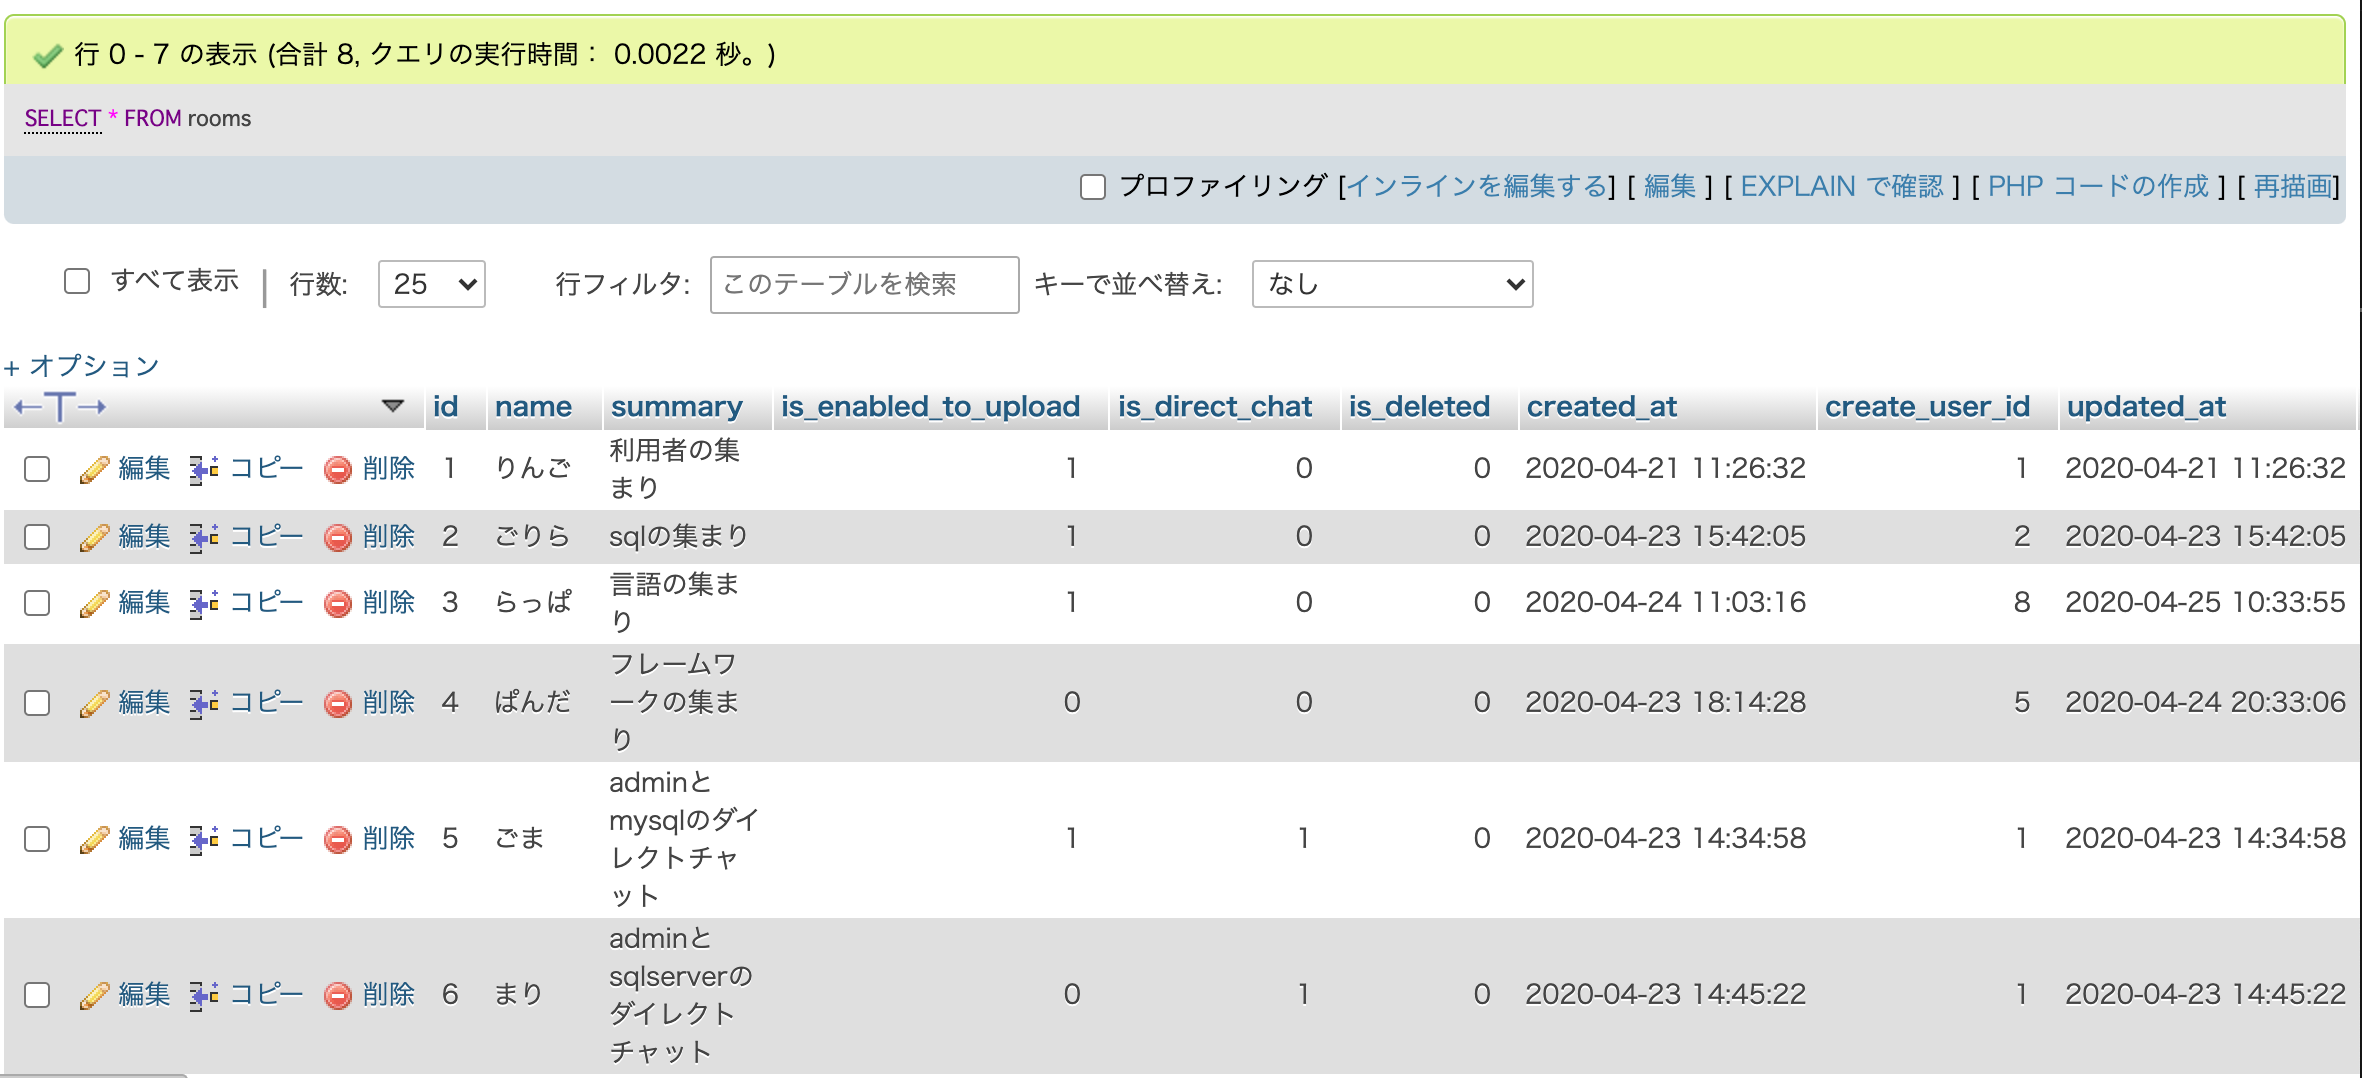 行 0 - 7 の表示 (合計 8, クエリの実行時間： 0.0022 秒。)
SELECT * FROM rooms
プロファイリング [インラインを編集する] [ 編集 ] [ EXPLAIN で確認 ] [ PHP コードの作成 ] [ 再描画]
すべて表示 | 行数: 25 行フィルタ: このテーブルを検索 キーで並べ替え: なし
+ オプション
←T→ id name summary is_enabled_to_upload is_direct_chat is_deleted created_at create_user_id updated_at
編集 コピー 削除 1 りんご 利用者の集 1 0 0 2020-04-21 11:26:32 1 2020-04-21 11:26:32
まり
編集 コピー 削除 2 ごりら sqlの集まり 1 0 0 2020-04-23 15:42:05 2 2020-04-23 15:42:05
編集 コピー 削除 3 らっぱ 言語の集ま 1 0 0 2020-04-24 11:03:16 8 2020-04-25 10:33:55
り
フレームワ
編集 コピー 削除 4 ぱんだ ークの集ま 0 0 0 2020-04-23 18:14:28 5 2020-04-24 20:33:06
り
adminと
mysqlのダイ
編集 コピー 削除 5 ごま 1 1 0 2020-04-23 14:34:58 1 2020-04-23 14:34:58
レクトチャ
ット
adminと
sqlserverの
編集 コピー 削除 6 まり 0 1 0 2020-04-23 14:45:22 1 2020-04-23 14:45:22
ダイレクト
チャット